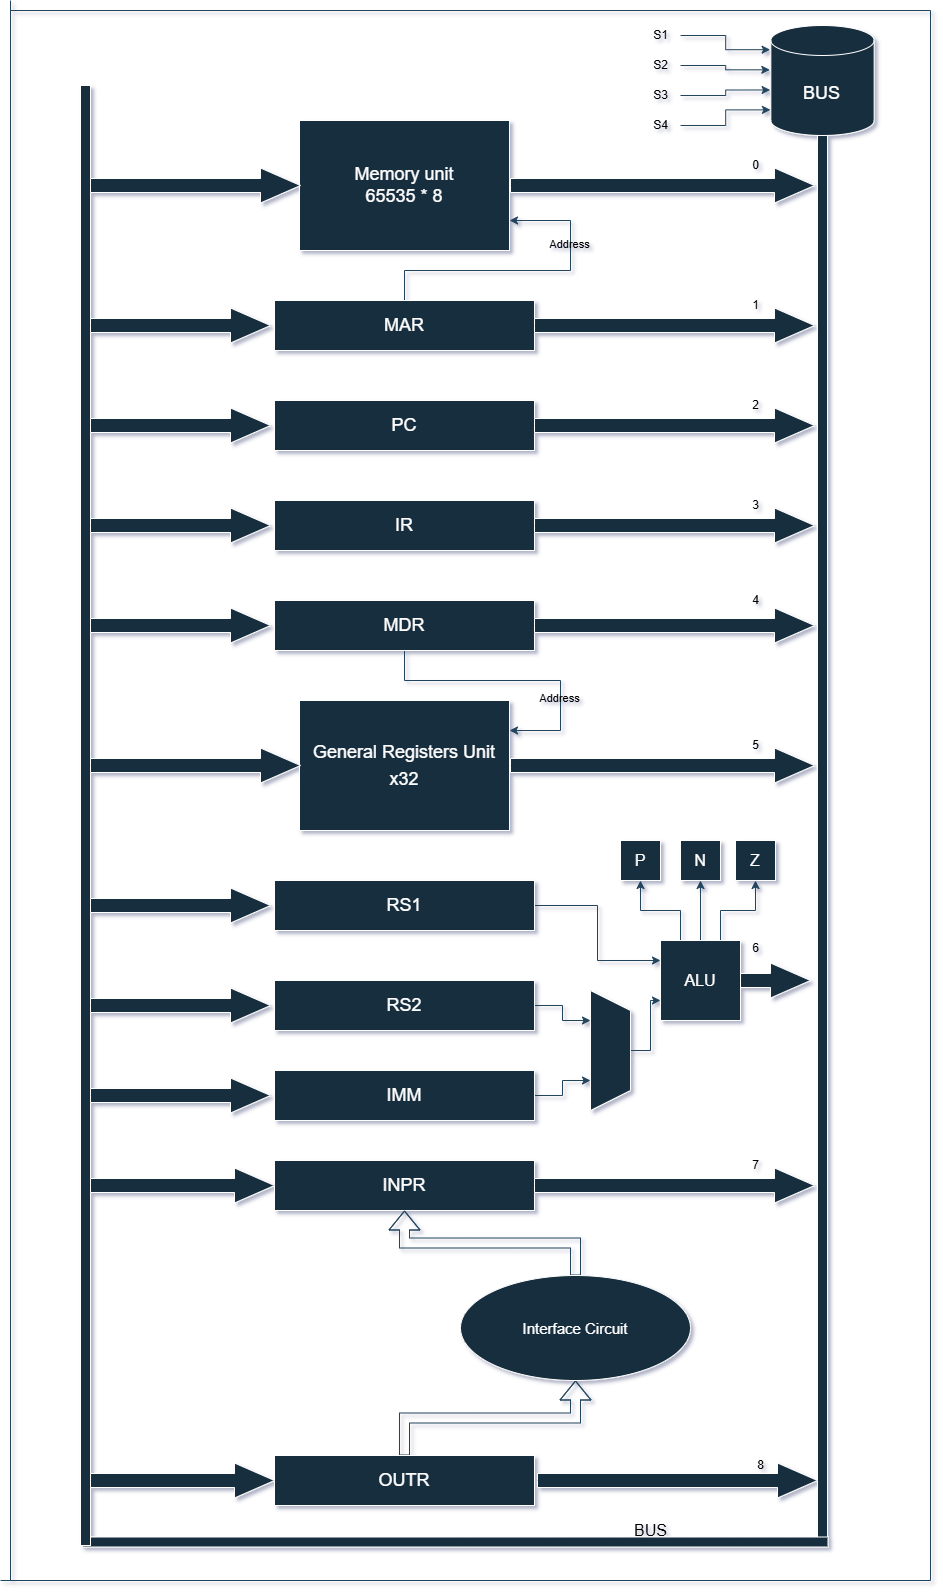 S1
S2
S3
S4
BUS
0
Memory unit
65535 * 8
Address
1
MAR
2
PC
3
IR
4
MDR
Address
5
General Registers Unit
x32
P
N
Z
RS1
6
ALU
RS2
IMM
7
INPR
Interface Circuit
8
OUTR
BUS